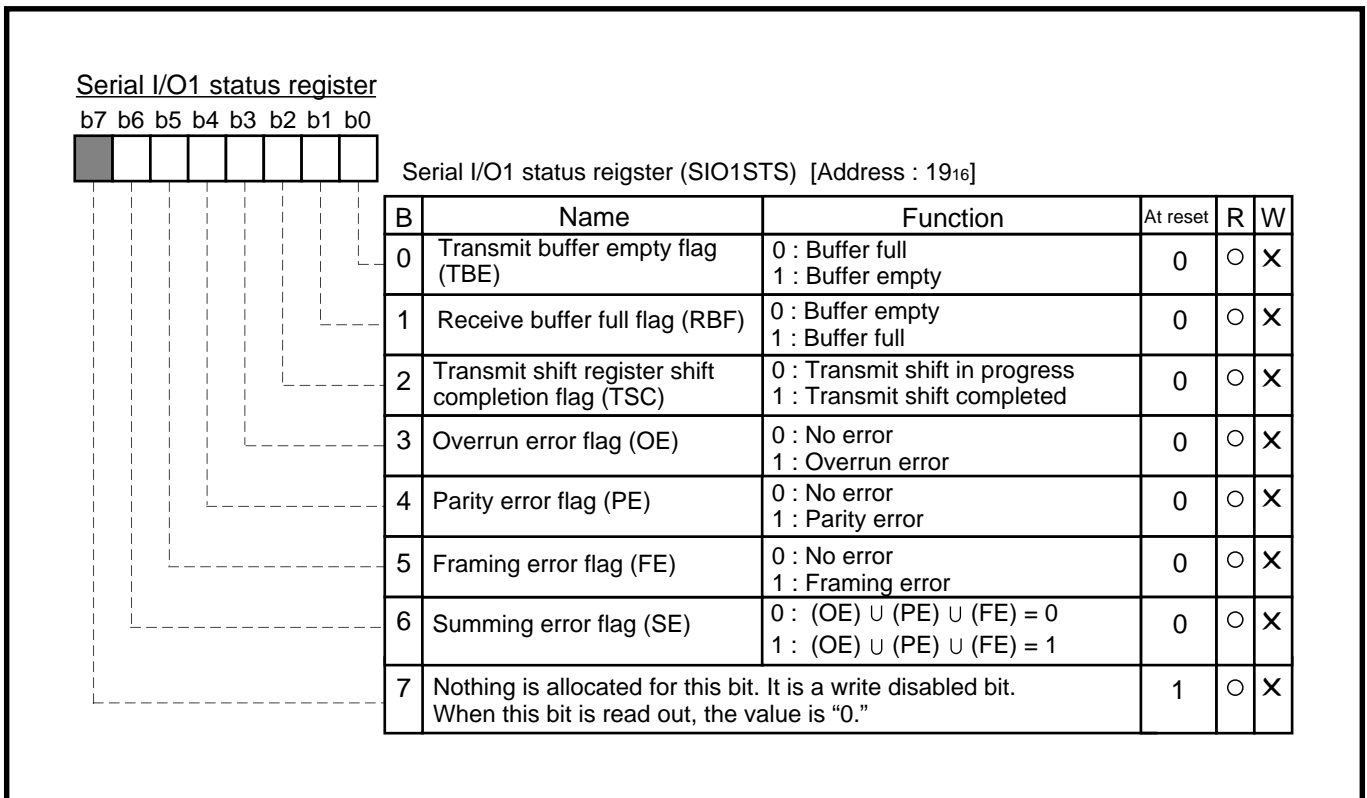 Serial I/O1 status register
b7 b6 b5 b4 b3 b2 b1 b0
Serial I/O1 status reigster (SIO1STS) [Address : 19₁₆]
B Name Function At reset R W
0 Transmit buffer empty flag (TBE) 0 : Buffer full
1 : Buffer empty 0 ○ ✕
1 Receive buffer full flag (RBF) 0 : Buffer empty
1 : Buffer full 0 ○ ✕
2 Transmit shift register shift completion flag (TSC) 0 : Transmit shift in progress
1 : Transmit shift completed 0 ○ ✕
3 Overrun error flag (OE) 0 : No error
1 : Overrun error 0 ○ ✕
4 Parity error flag (PE) 0 : No error
1 : Parity error 0 ○ ✕
5 Framing error flag (FE) 0 : No error
1 : Framing error 0 ○ ✕
6 Summing error flag (SE) 0 : (OE) ∪ (PE) ∪ (FE) = 0
1 : (OE) ∪ (PE) ∪ (FE) = 1 0 ○ ✕
7 Nothing is allocated for this bit. It is a write disabled bit.
When this bit is read out, the value is “0.” 1 ○ ✕